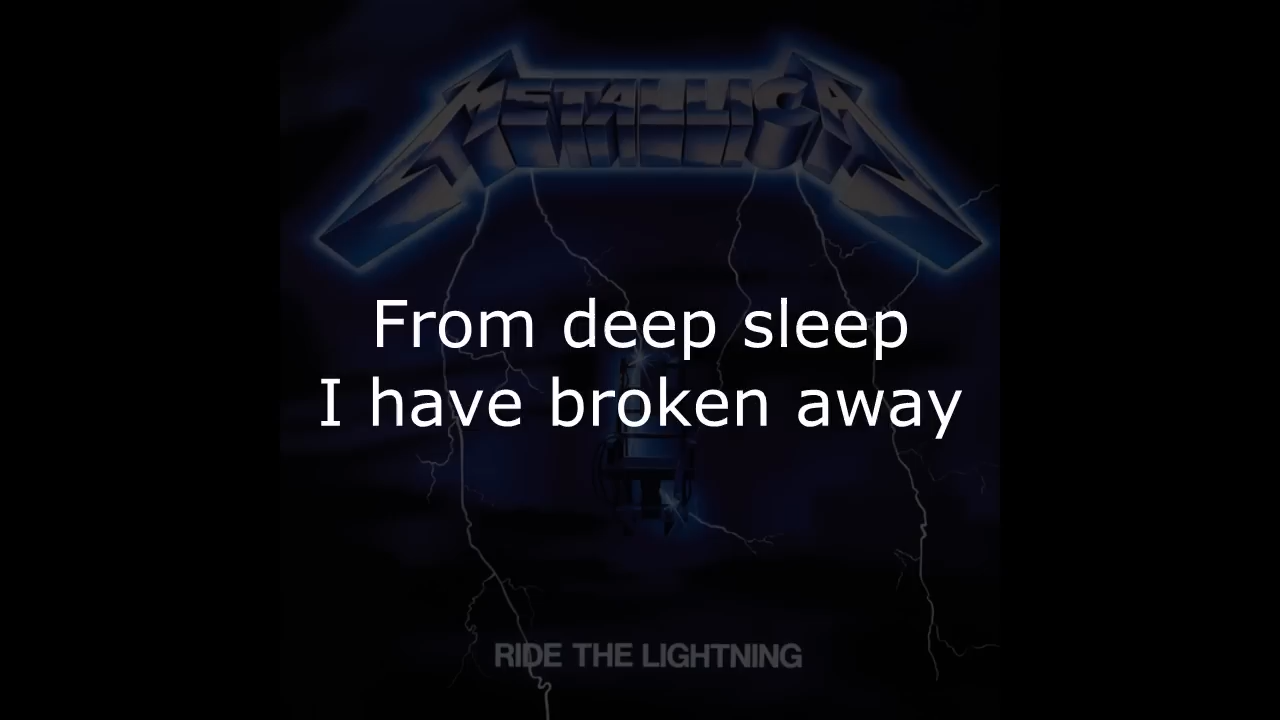 METALLICA
From deep sleep
I have broken away
RIDE THE LIGHTNING